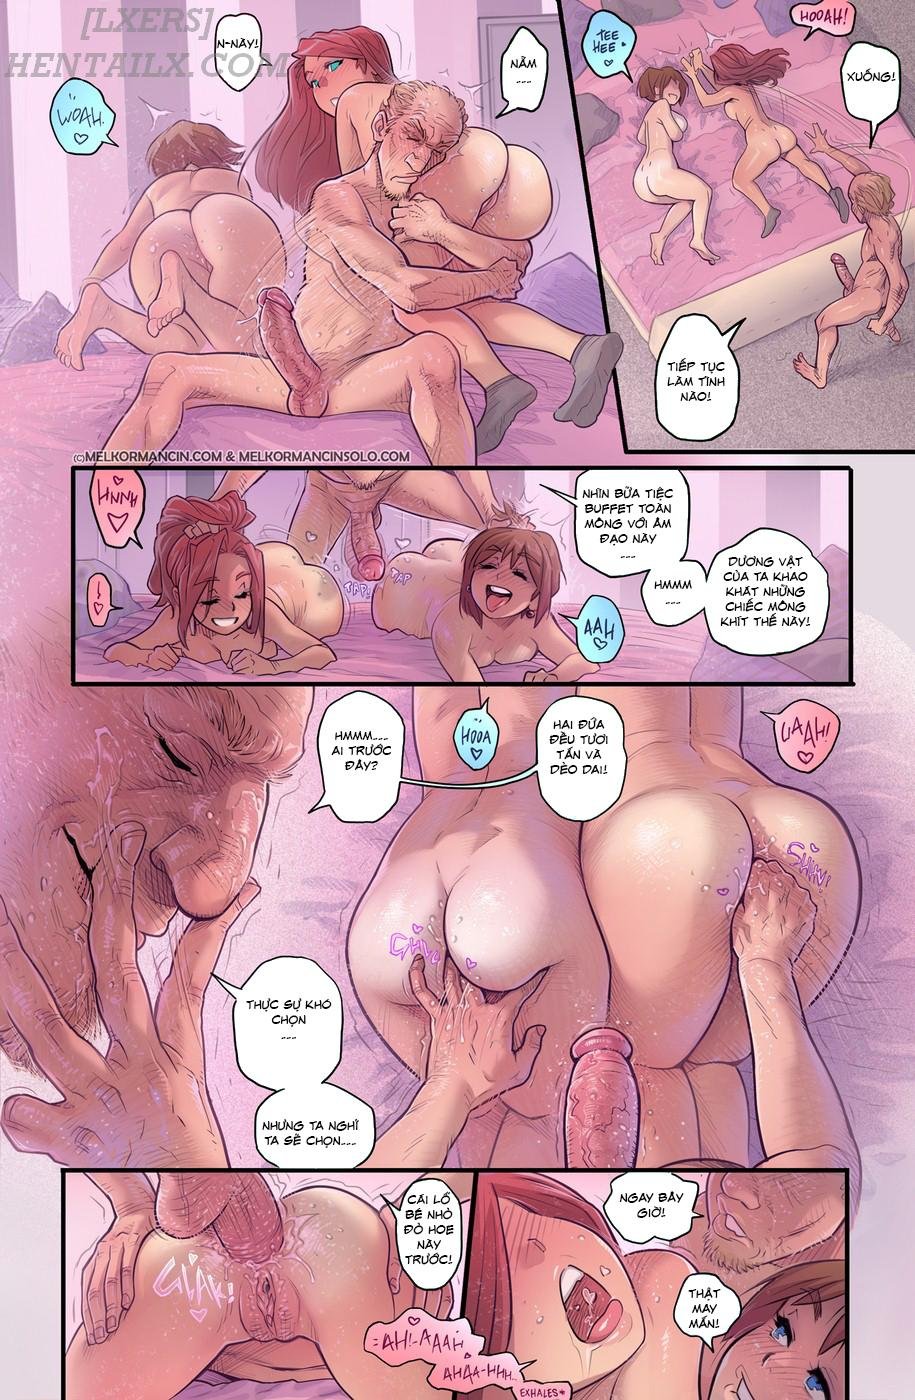 [LXERS]
HENTAILX.COM
N-NÀY!
NẰM
----
WOAH.
TEE
HEE
HOOAH!
XUỐNG!
TIẾP TỤC
LÀM TÌNH
NÀO!
(C)MELKORMANCIN.COM & MELKORMANCINSOLO.COM
HNNH
NHÌN BỮA TIỆC
BUFFET TOÀN
MÔNG VỚI ÂM
ĐẠO NÀY
----
HMMM
----
DƯƠNG VẬT
CỦA TA KHAO
KHÁT NHỮNG
CHIẾC MÔNG
KHÍT THẾ NÀY!
TAP!
TAP
AAH
HMMM....
AI TRƯỚC
ĐÂY?
HOOA
HAI ĐỨA
ĐỀU TƯƠI
TẤN VÀ
DẺO DAI!
GAAH!
THỰC SỰ KHÓ
CHỌN
----
NHƯNG TA NGHĨ
TA SẼ CHỌN....
CÁI LỔ
BÉ NHỎ
ĐỎ HOE
NÀY
TRƯỚC!
NGAY BÂY
GIỜ!
THẬT
MAY
MẮN!
=AH!-AAAH
AHAA-HHH...
EXHALES*